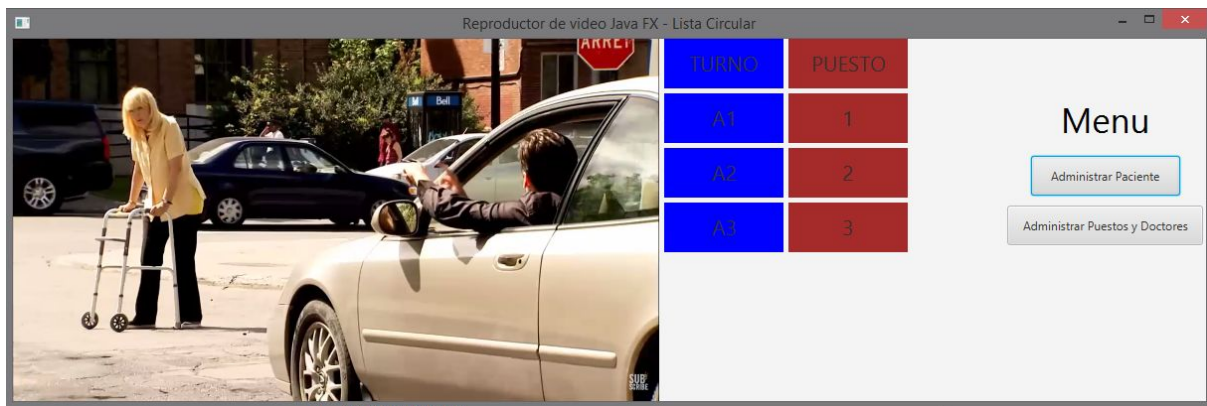 Reproductor de video Java FX - Lista Circular
ARRET
Bell
SUB
SCRIBE
TURNO PUESTO
A1 1
A2 2
A3 3
Menu
Administrar Paciente
Administrar Puestos y Doctores